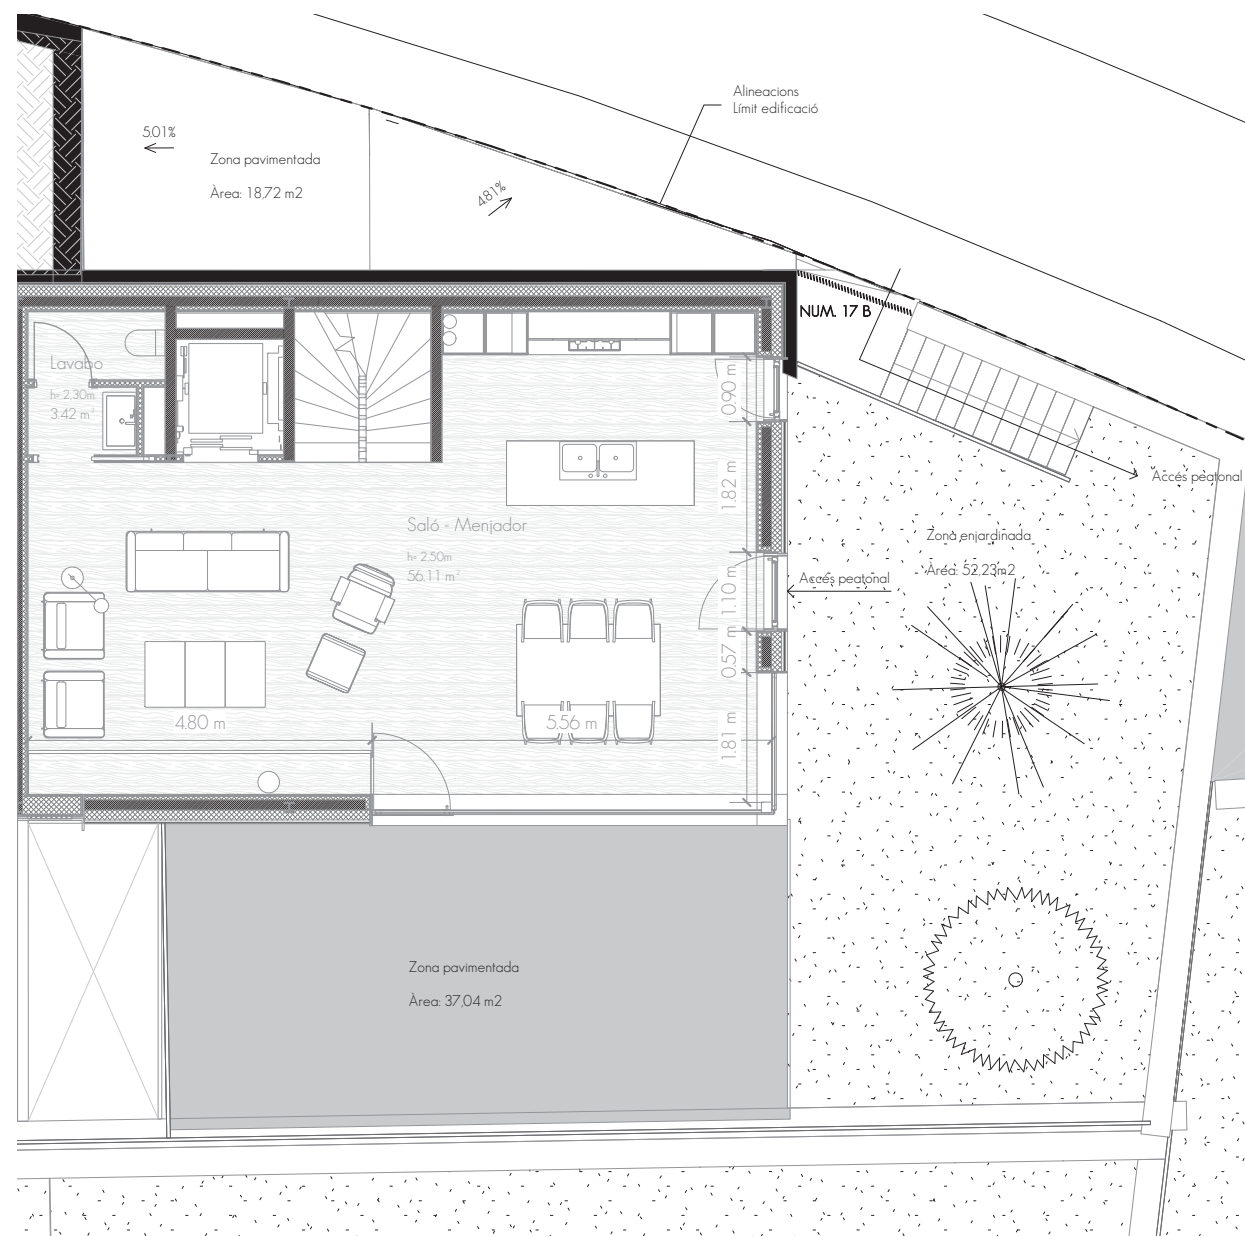 Alineacions
Límit edificació
5.01%
Zona pavimentada
Àrea: 18,72 m2
4.81%
NUM. 17 B
Lavabo
h= 2.30m
3.42 m²
0.90 m
1.82 m
Accés peatonal
Saló - Menjador
h= 2.50m
56.11 m²
Zona enjardinada
Àrea: 52,23m2
1.10 m
Accés peatonal
0.57 m
4.80 m
5.56 m
1.81 m
Zona pavimentada
Àrea: 37,04 m2